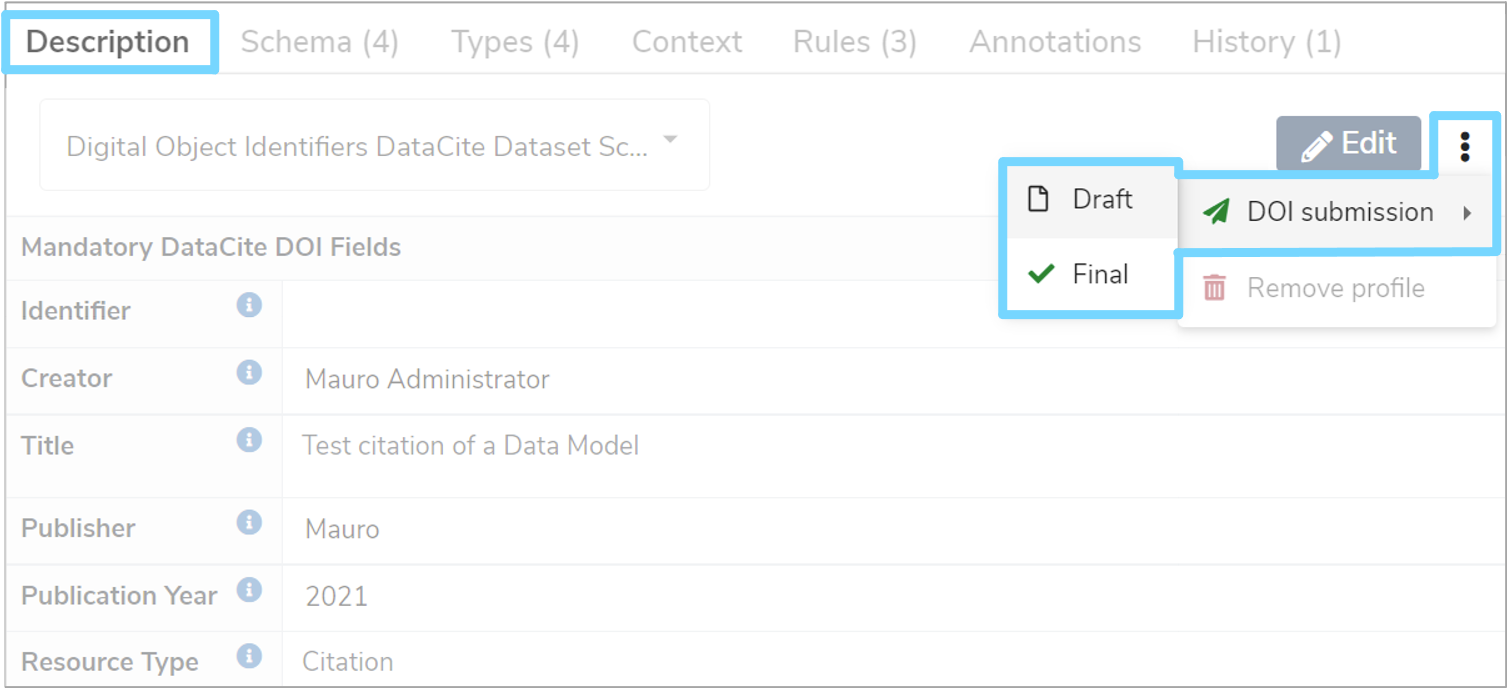 Description Schema (4) Types (4) Context Rules (3) Annotations History (1)
Digital Object Identifiers DataCite Dataset Sc...
Edit
Draft
DOI submission
Final
Remove profile
Mandatory DataCite DOI Fields
Identifier
Creator Mauro Administrator
Title Test citation of a Data Model
Publisher Mauro
Publication Year 2021
Resource Type Citation